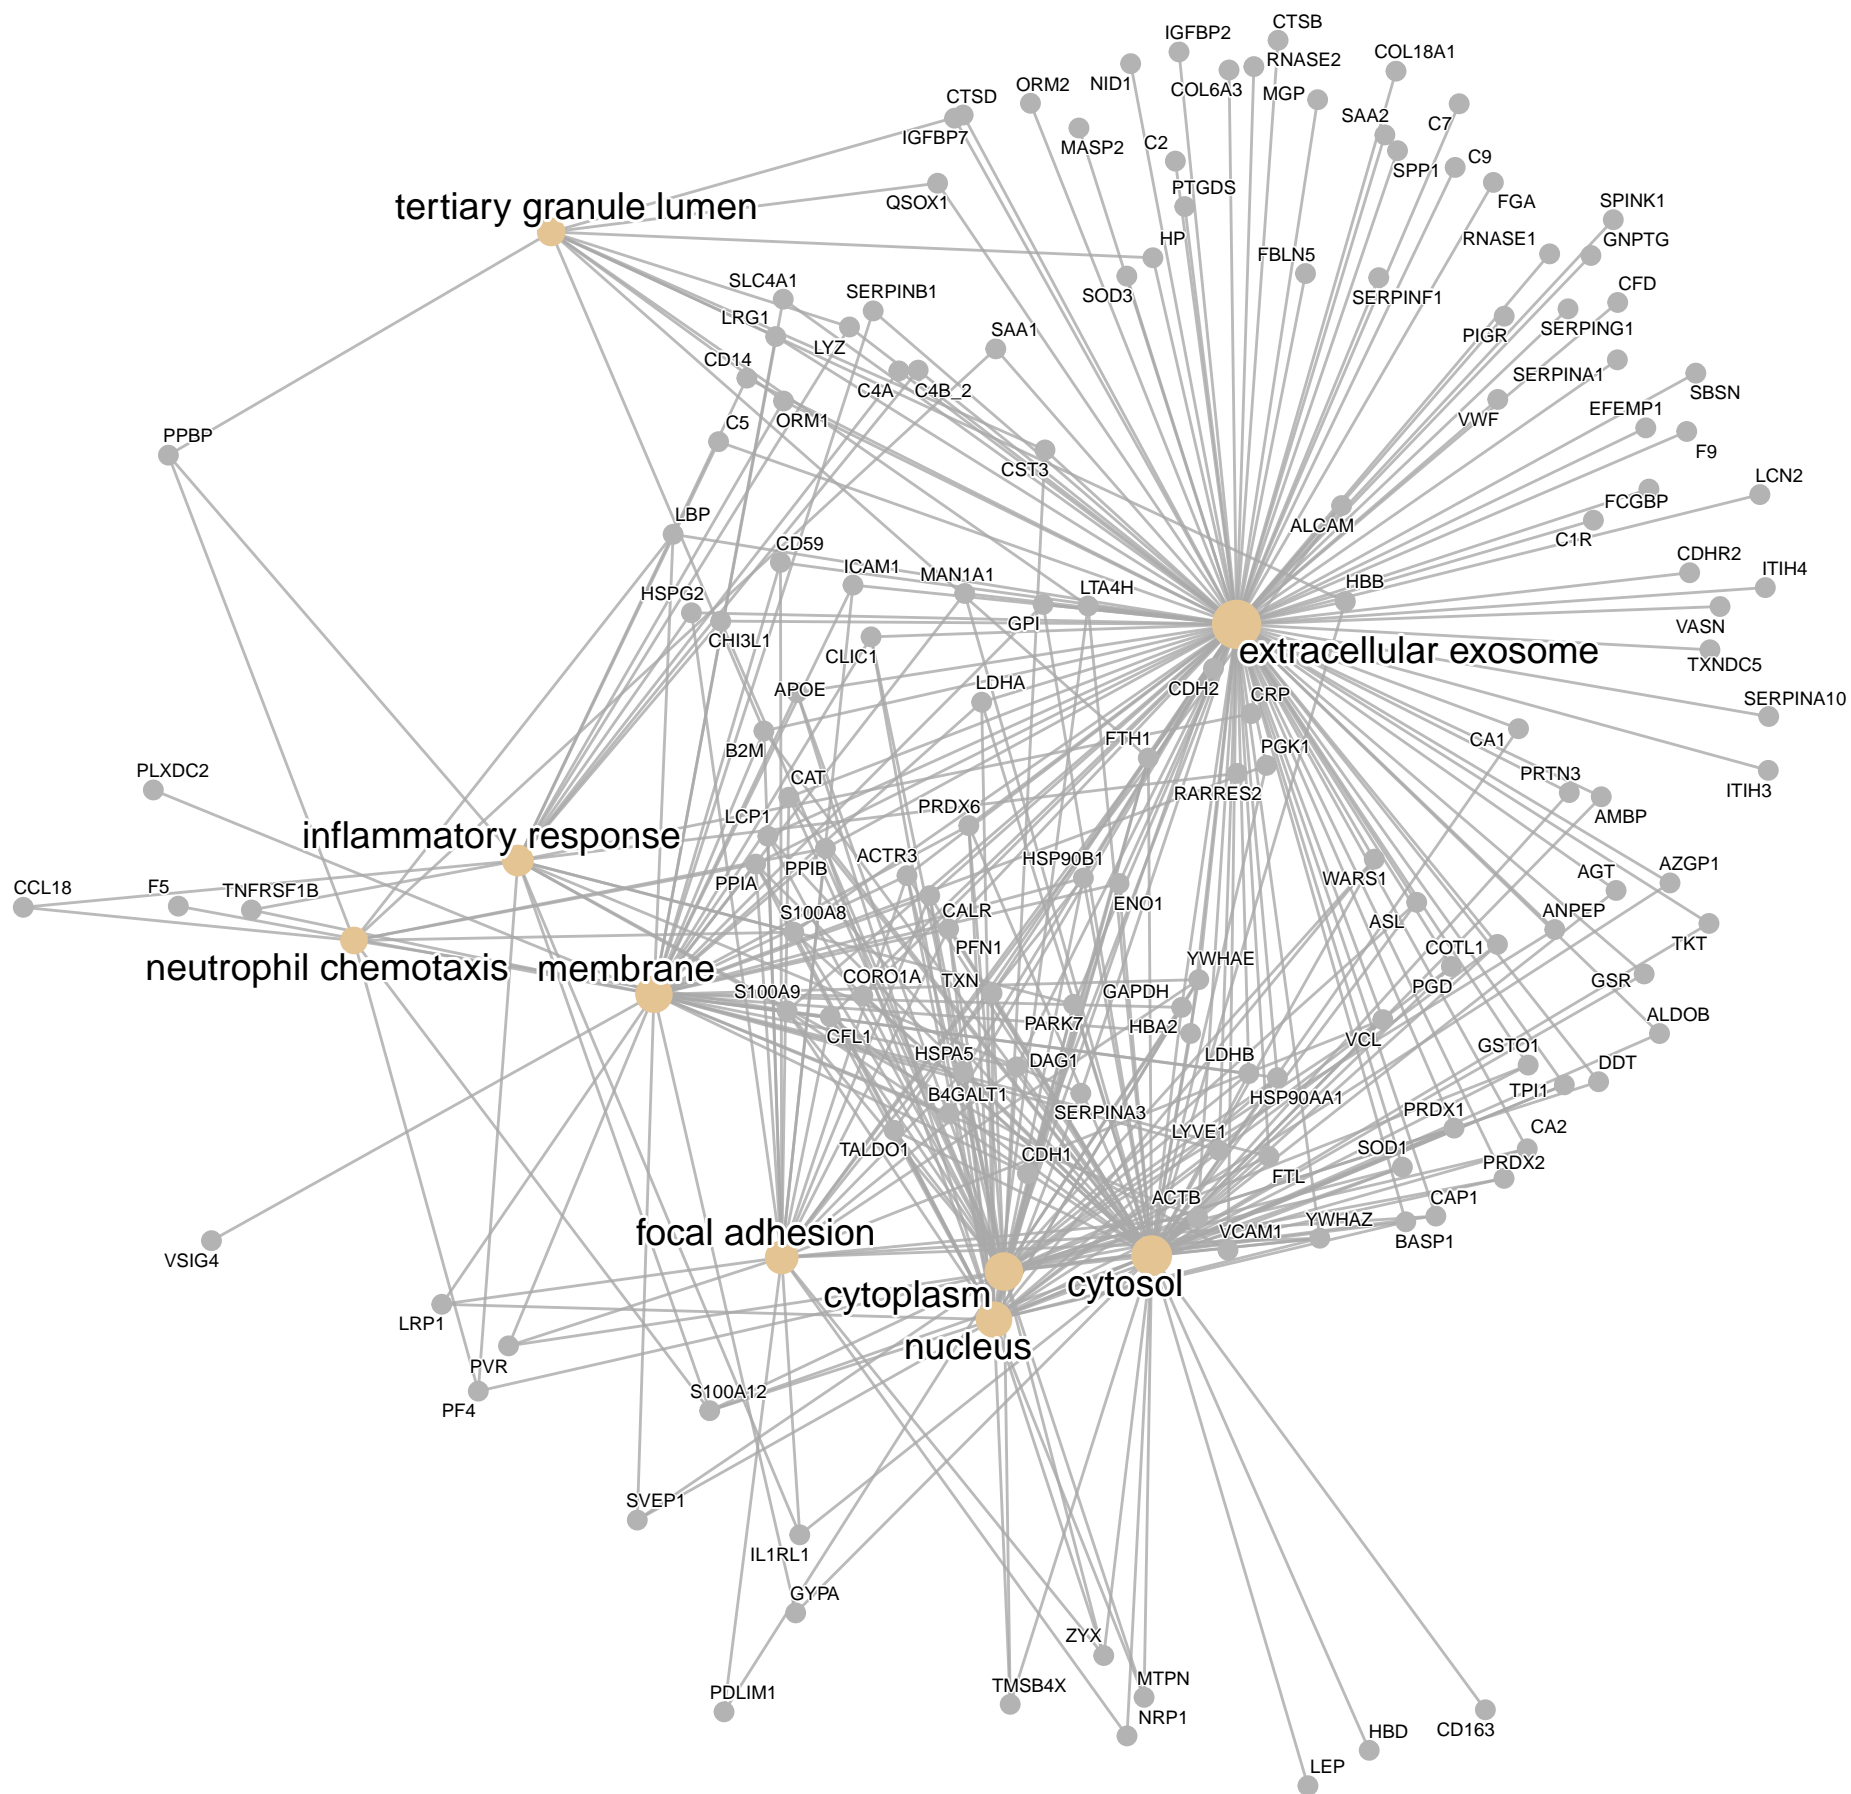 CTSB
IGFBP2
RNASE2
COL18A1
NID1
COL6A3
MGP
ORM2
CTSD
IGFBP7
MASP2
C2
SAA2
C7
SPP1
C9
PTGDS
FGA
QSOX1
SPINK1
tertiary granule lumen
HP
FBLN5
RNASE1
GNPTG
SLC4A1
SERPINB1
SOD3
SERPINF1
CFD
LRG1
LYZ
SAA1
PIGR
SERPING1
CD14
C4A
C4B_2
SERPINA1
SBSN
C5
ORM1
VWF
EFEMP1
PPBP
CST3
F9
LCN2
LBP
ALCAM
FCGBP
C1R
CD59
ICAM1
MAN1A1
LTA4H
HBB
CDHR2
ITIH4
HSPG2
CHI3L1
GPI
CLIC1
extracellular exosome
VASN
TXNDC5
APOE
LDHA
CDH2
CRP
SERPINA10
B2M
FTH1
PGK1
CA1
PLXDC2
CAT
PRTN3
RARRES2
ITIH3
PRDX6
LCP1
AMBP
inflammatory response
ACTR3
HSP90B1
PPIB
PPIA
WARS1
AGT
AZGP1
CCL18
F5
TNFRSF1B
S100A8
CALR
ENO1
ASL
ANPEP
PFN1
COTL1
TKT
neutrophil chemotaxis
membrane
CORO1A
TXN
YWHAE
S100A9
GAPDH
PGD
GSR
PARK7
HBA2
ALDOB
CFL1
VCL
HSPA5
DAG1
LDHB
GSTO1
DDT
B4GALT1
HSP90AA1
TPI1
SERPINA3
PRDX1
LYVE1
CA2
TALDO1
CDH1
SOD1
PRDX2
FTL
ACTB
CAP1
focal adhesion
VCAM1
YWHAZ
BASP1
VSIG4
cytosol
cytoplasm
LRP1
nucleus
PVR
S100A12
PF4
SVEP1
IL1RL1
GYPA
ZYX
TMSB4X
MTPN
PDLIM1
NRP1
CD163
HBD
LEP